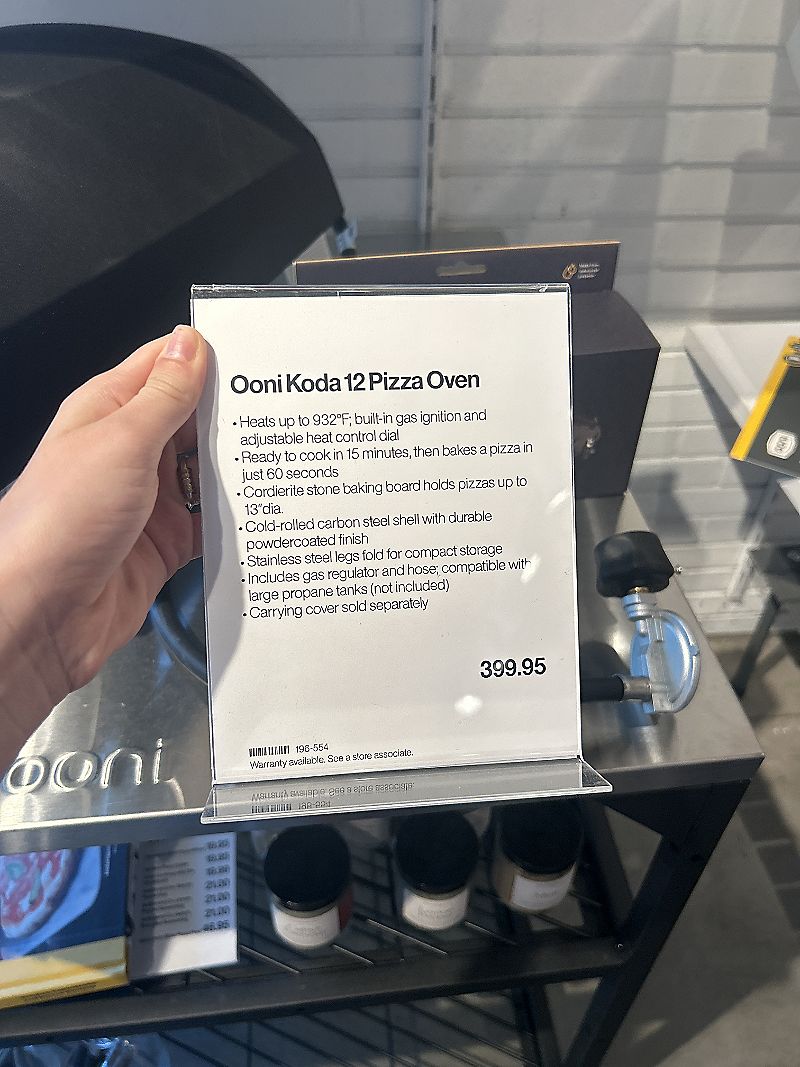 Ooni Koda 12 Pizza Oven
• Heats up to 932°F; built-in gas ignition and
adjustable heat control dial
• Ready to cook in 15 minutes, then bakes a pizza in
just 60 seconds
• Cordierite stone baking board holds pizzas up to
13"dia.
• Cold-rolled carbon steel shell with durable
powdercoated finish
• Stainless steel legs fold for compact storage
• Includes gas regulator and hose; compatible with
large propane tanks (not included)
• Carrying cover sold separately
399.95
196-554
Warranty available. See a store associate.
ooni